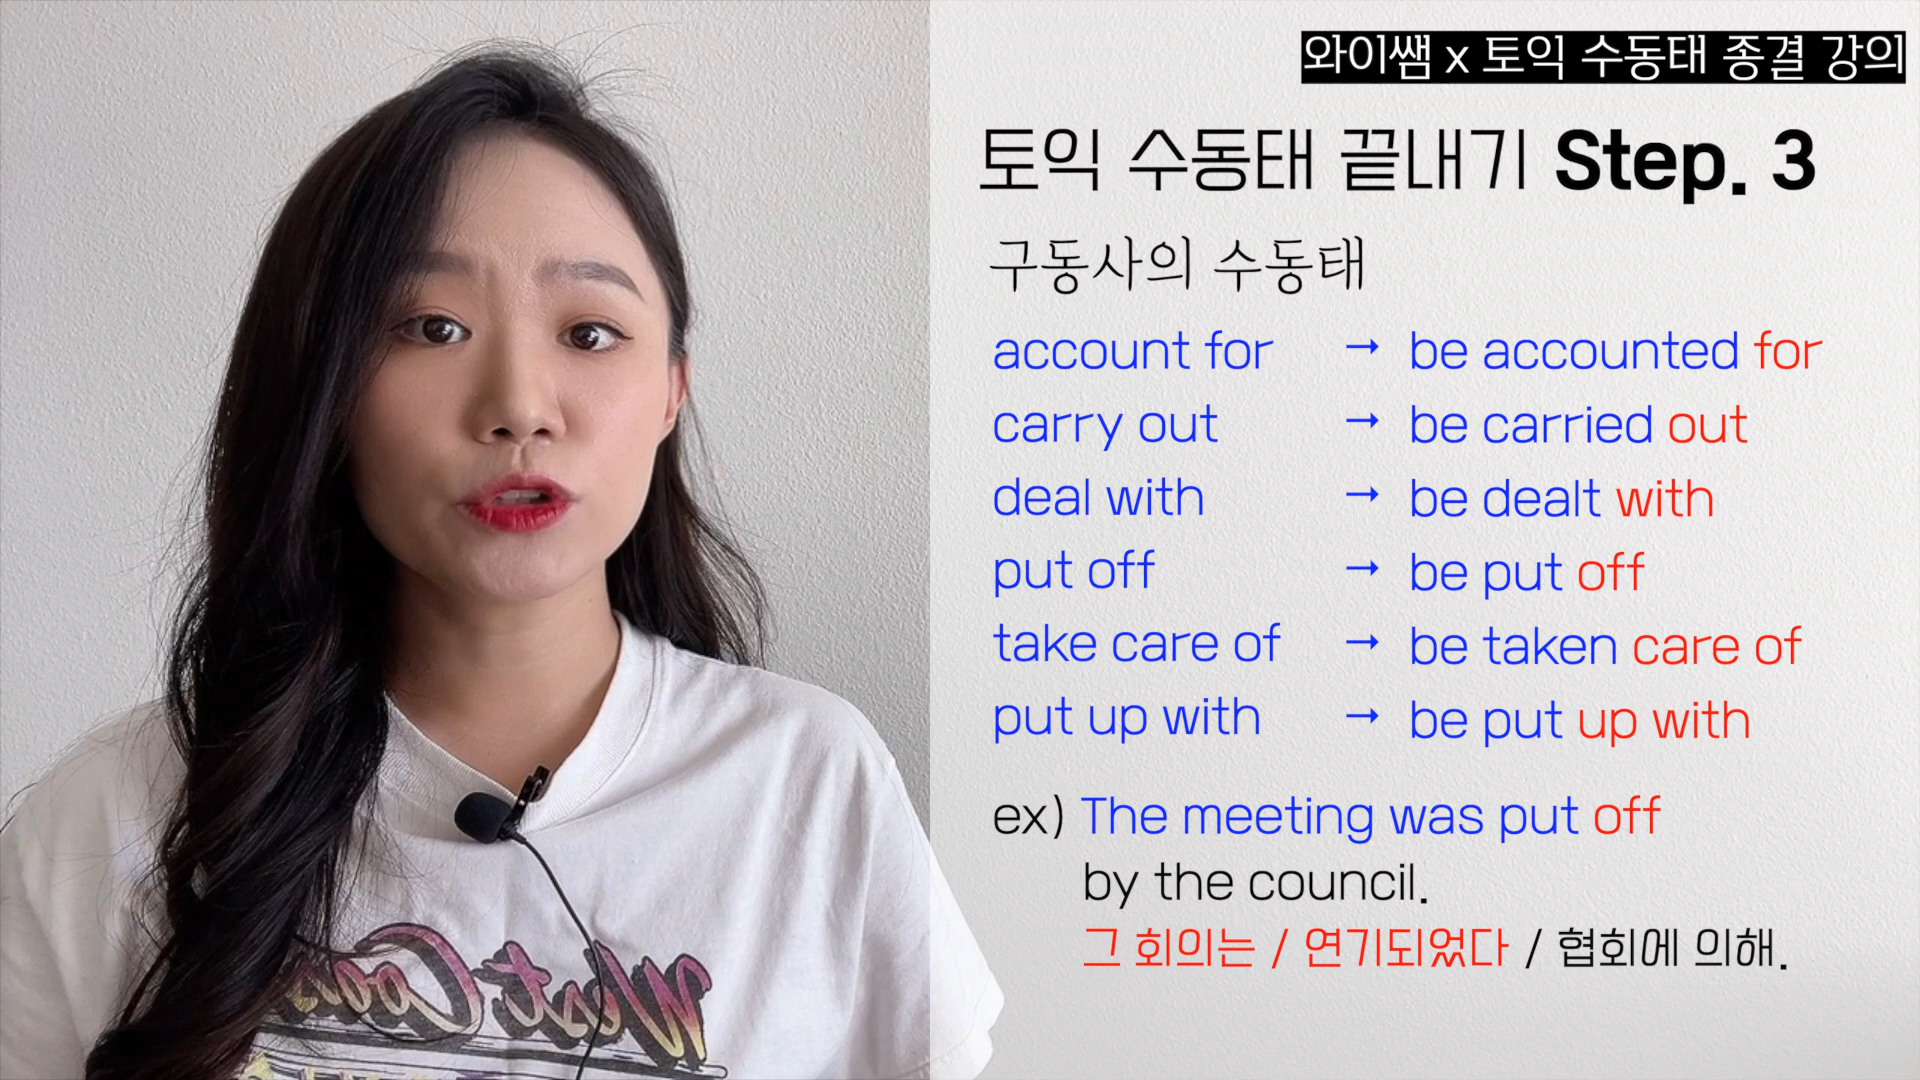 와이쌤 x 토익 수동태 종결 강의
토익 수동태 끝내기 Step. 3
구동사의 수동태
account for → be accounted for
carry out → be carried out
deal with → be dealt with
put off → be put off
take care of → be taken care of
put up with → be put up with
ex) The meeting was put off
by the council.
그 회의는 / 연기되었다 / 협회에 의해.
West Coast